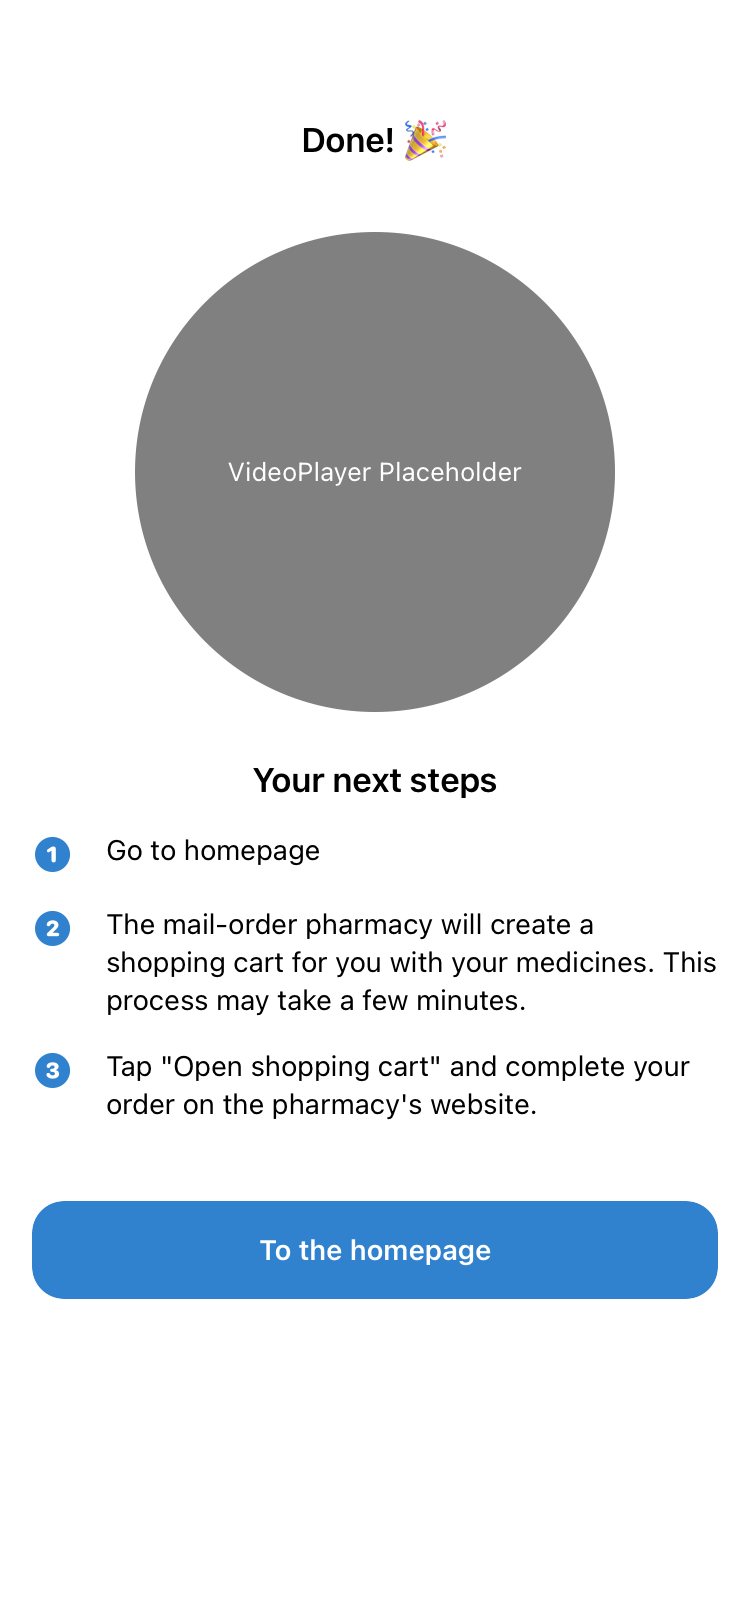 Done! 🎉
VideoPlayer Placeholder
Your next steps
1 Go to homepage
2 The mail-order pharmacy will create a
shopping cart for you with your medicines. This
process may take a few minutes.
3 Tap "Open shopping cart" and complete your
order on the pharmacy's website.
To the homepage